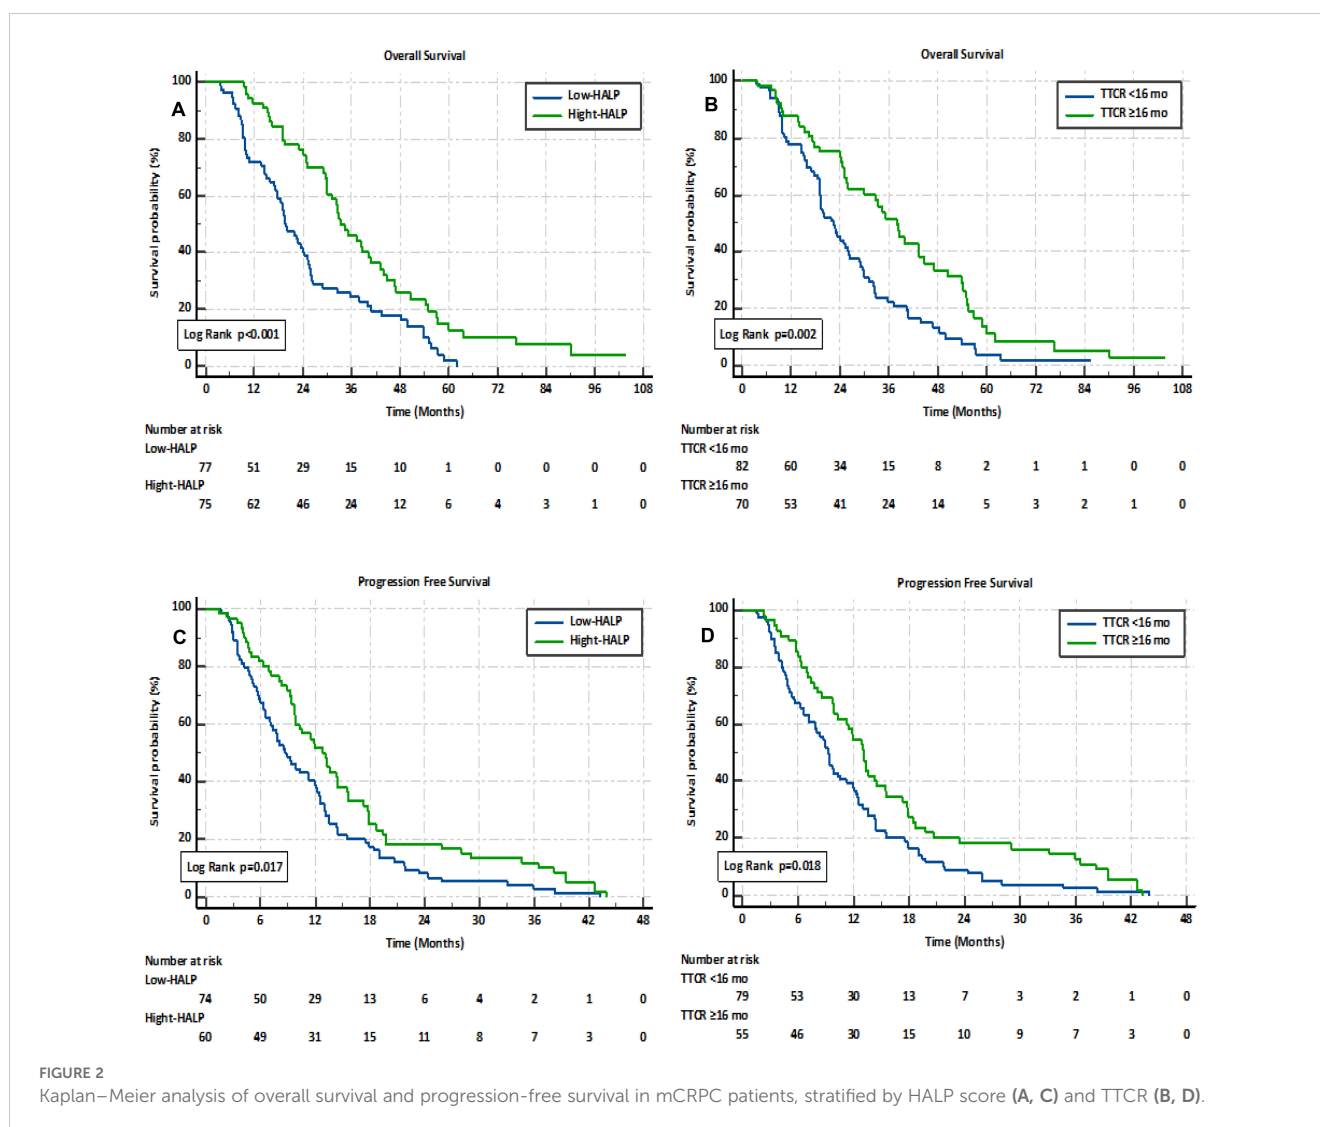 Overall Survival
A
Low-HALP
Hight-HALP
Survival probability (%)
100
80
60
40
20
0
Log Rank p<0.001
0 12 24 36 48 60 72 84 96 108
Time (Months)
Number at risk
Low-HALP
77 51 29 15 10 1 0 0 0 0
Hight-HALP
75 62 46 24 12 6 4 3 1 0
Overall Survival
B
TTCR <16 mo
TTCR ≥16 mo
Survival probability (%)
100
80
60
40
20
0
Log Rank p=0.002
0 12 24 36 48 60 72 84 96 108
Time (Months)
Number at risk
TTCR <16 mo
82 60 34 15 8 2 1 1 0 0
TTCR ≥16 mo
70 53 41 24 14 5 3 2 1 0
Progression Free Survival
C
Low-HALP
Hight-HALP
Survival probability (%)
100
80
60
40
20
0
Log Rank p=0.017
0 6 12 18 24 30 36 42 48
Time (Months)
Number at risk
Low-HALP
74 50 29 13 6 4 2 1 0
Hight-HALP
60 49 31 15 11 8 7 3 0
Progression Free Survival
D
TTCR <16 mo
TTCR ≥16 mo
Survival probability (%)
100
80
60
40
20
0
Log Rank p=0.018
0 6 12 18 24 30 36 42 48
Time (Months)
Number at risk
TTCR <16 mo
79 53 30 13 7 3 2 1 0
TTCR ≥16 mo
55 46 30 15 10 9 7 3 0
FIGURE 2
Kaplan–Meier analysis of overall survival and progression-free survival in mCRPC patients, stratified by HALP score (A, C) and TTCR (B, D).